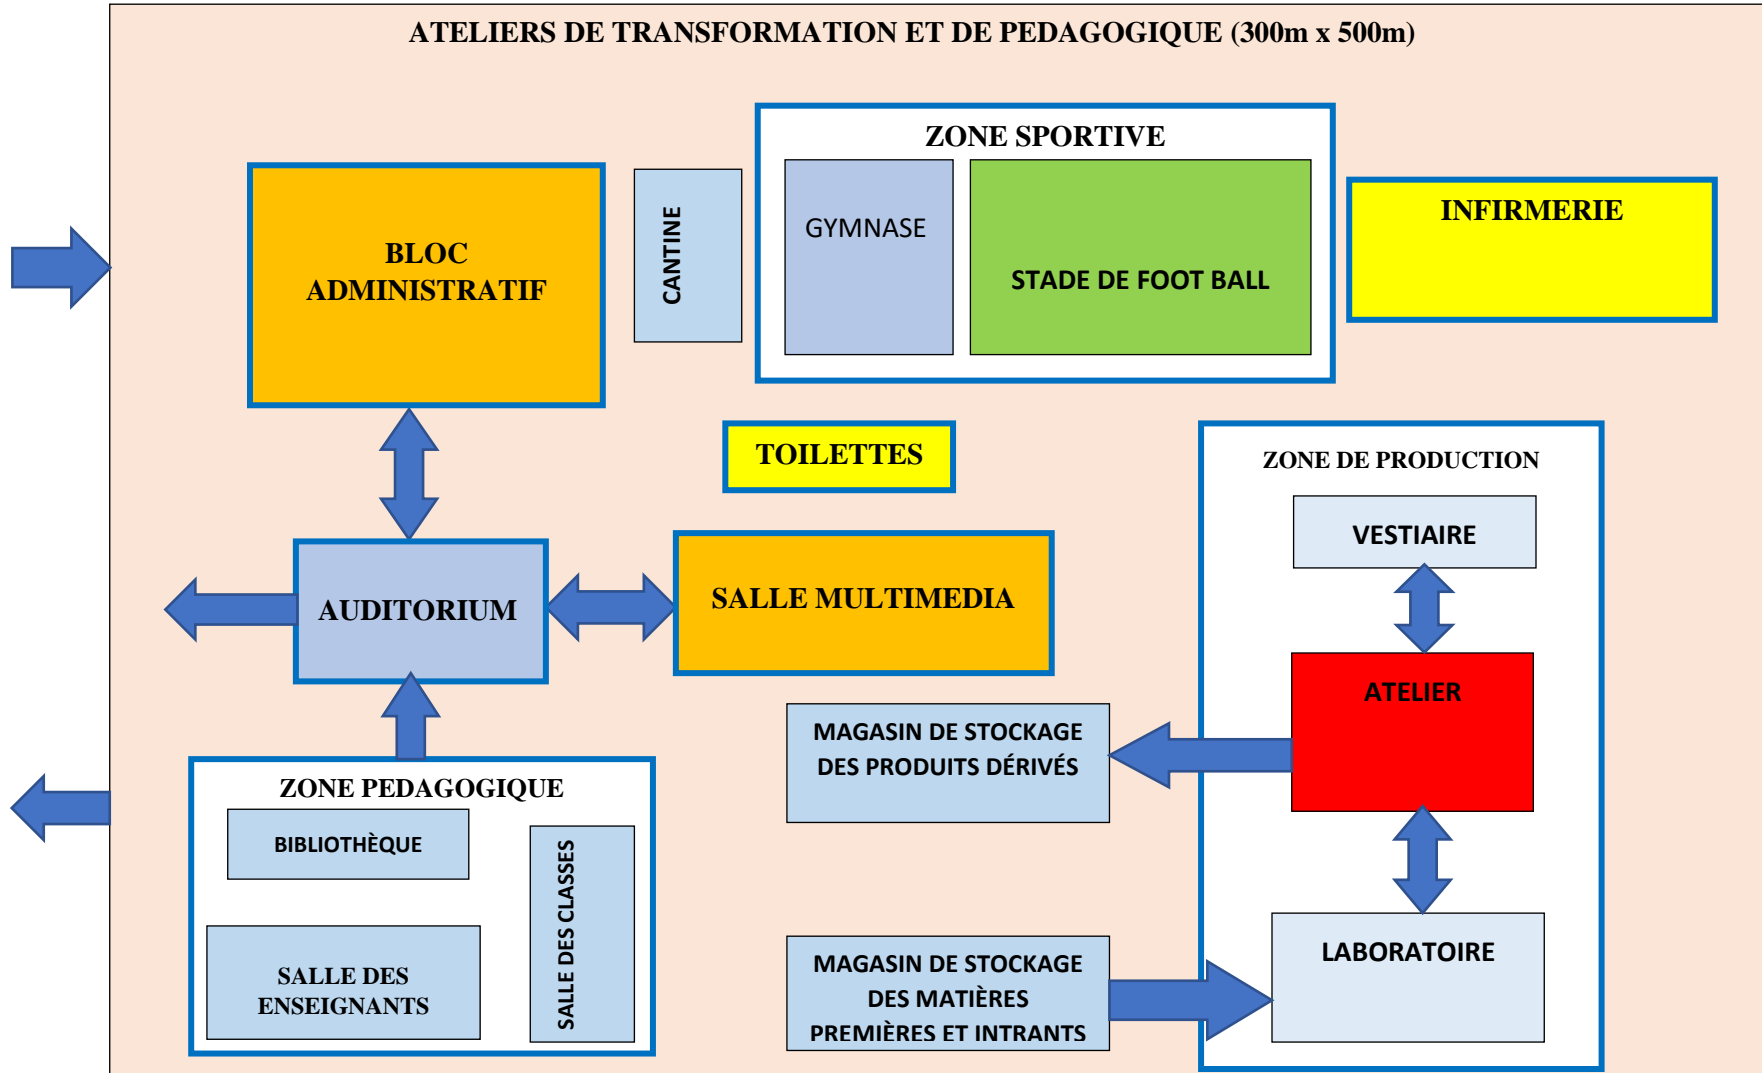 ATELIERS DE TRANSFORMATION ET DE PEDAGOGIQUE (300m x 500m)
ZONE SPORTIVE
BLOC
ADMINISTRATIF
CANTINE
GYMNASE
STADE DE FOOT BALL
INFIRMERIE
TOILETTES
ZONE DE PRODUCTION
VESTIAIRE
AUDITORIUM
SALLE MULTIMEDIA
ATELIER
MAGASIN DE STOCKAGE
DES PRODUITS DÉRIVÉS
ZONE PEDAGOGIQUE
BIBLIOTHÈQUE
SALLE DES CLASSES
SALLE DES
ENSEIGNANTS
MAGASIN DE STOCKAGE
DES MATIÈRES
PREMIÈRES ET INTRANTS
LABORATOIRE